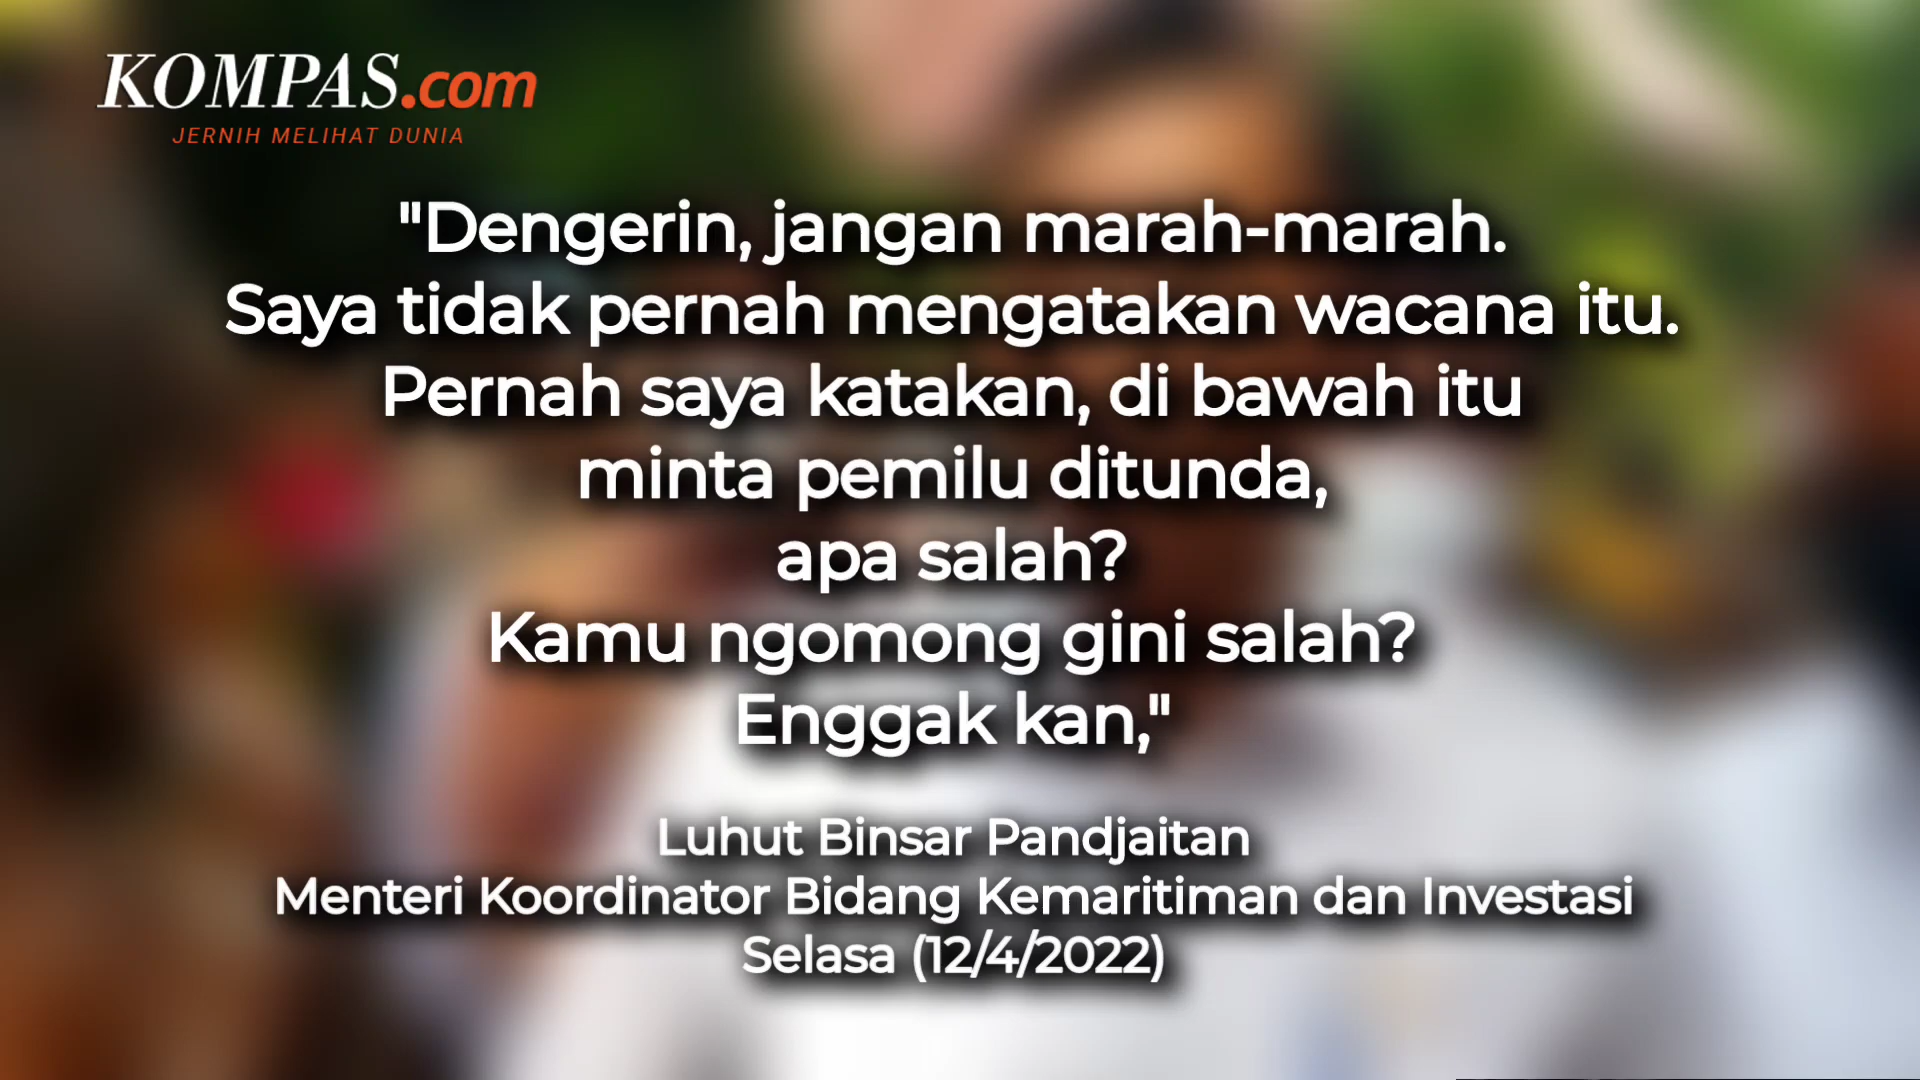 KOMPAS.com
JERNIH MELIHAT DUNIA
"Dengerin, jangan marah-marah.
Saya tidak pernah mengatakan wacana itu.
Pernah saya katakan, di bawah itu
minta pemilu ditunda,
apa salah?
Kamu ngomong gini salah?
Enggak kan,"
Luhut Binsar Pandjaitan
Menteri Koordinator Bidang Kemaritiman dan Investasi
Selasa (12/4/2022)